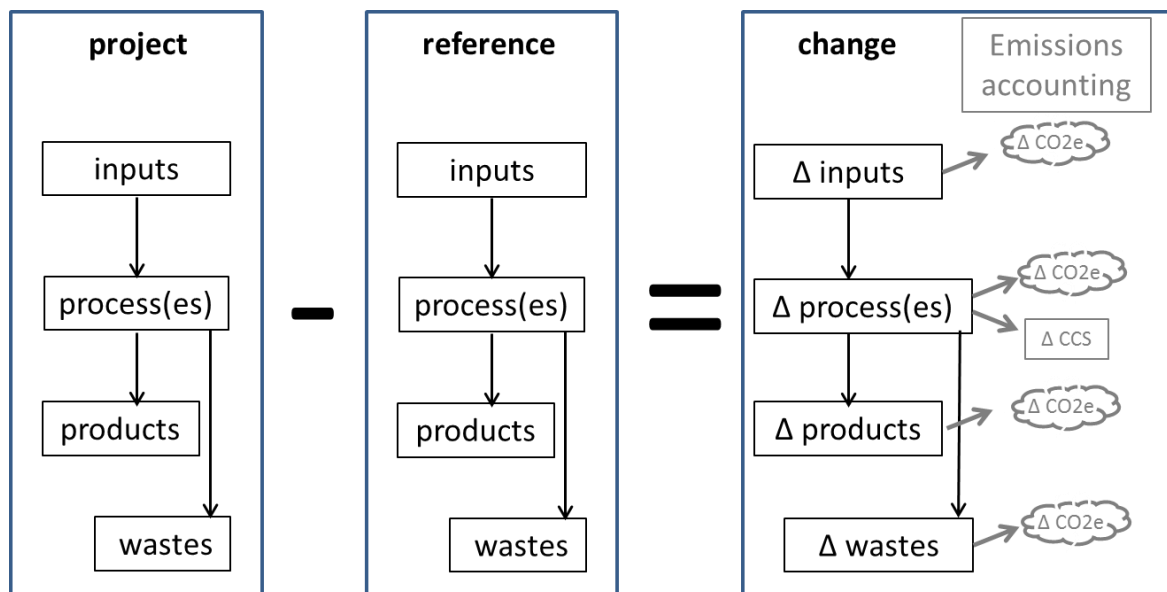 project
inputs
process(es)
products
wastes
-
reference
inputs
process(es)
products
wastes
=
change
Emissions
accounting
Δ inputs
Δ CO2e
Δ process(es)
Δ CO2e
Δ CCS
Δ products
Δ CO2e
Δ wastes
Δ CO2e